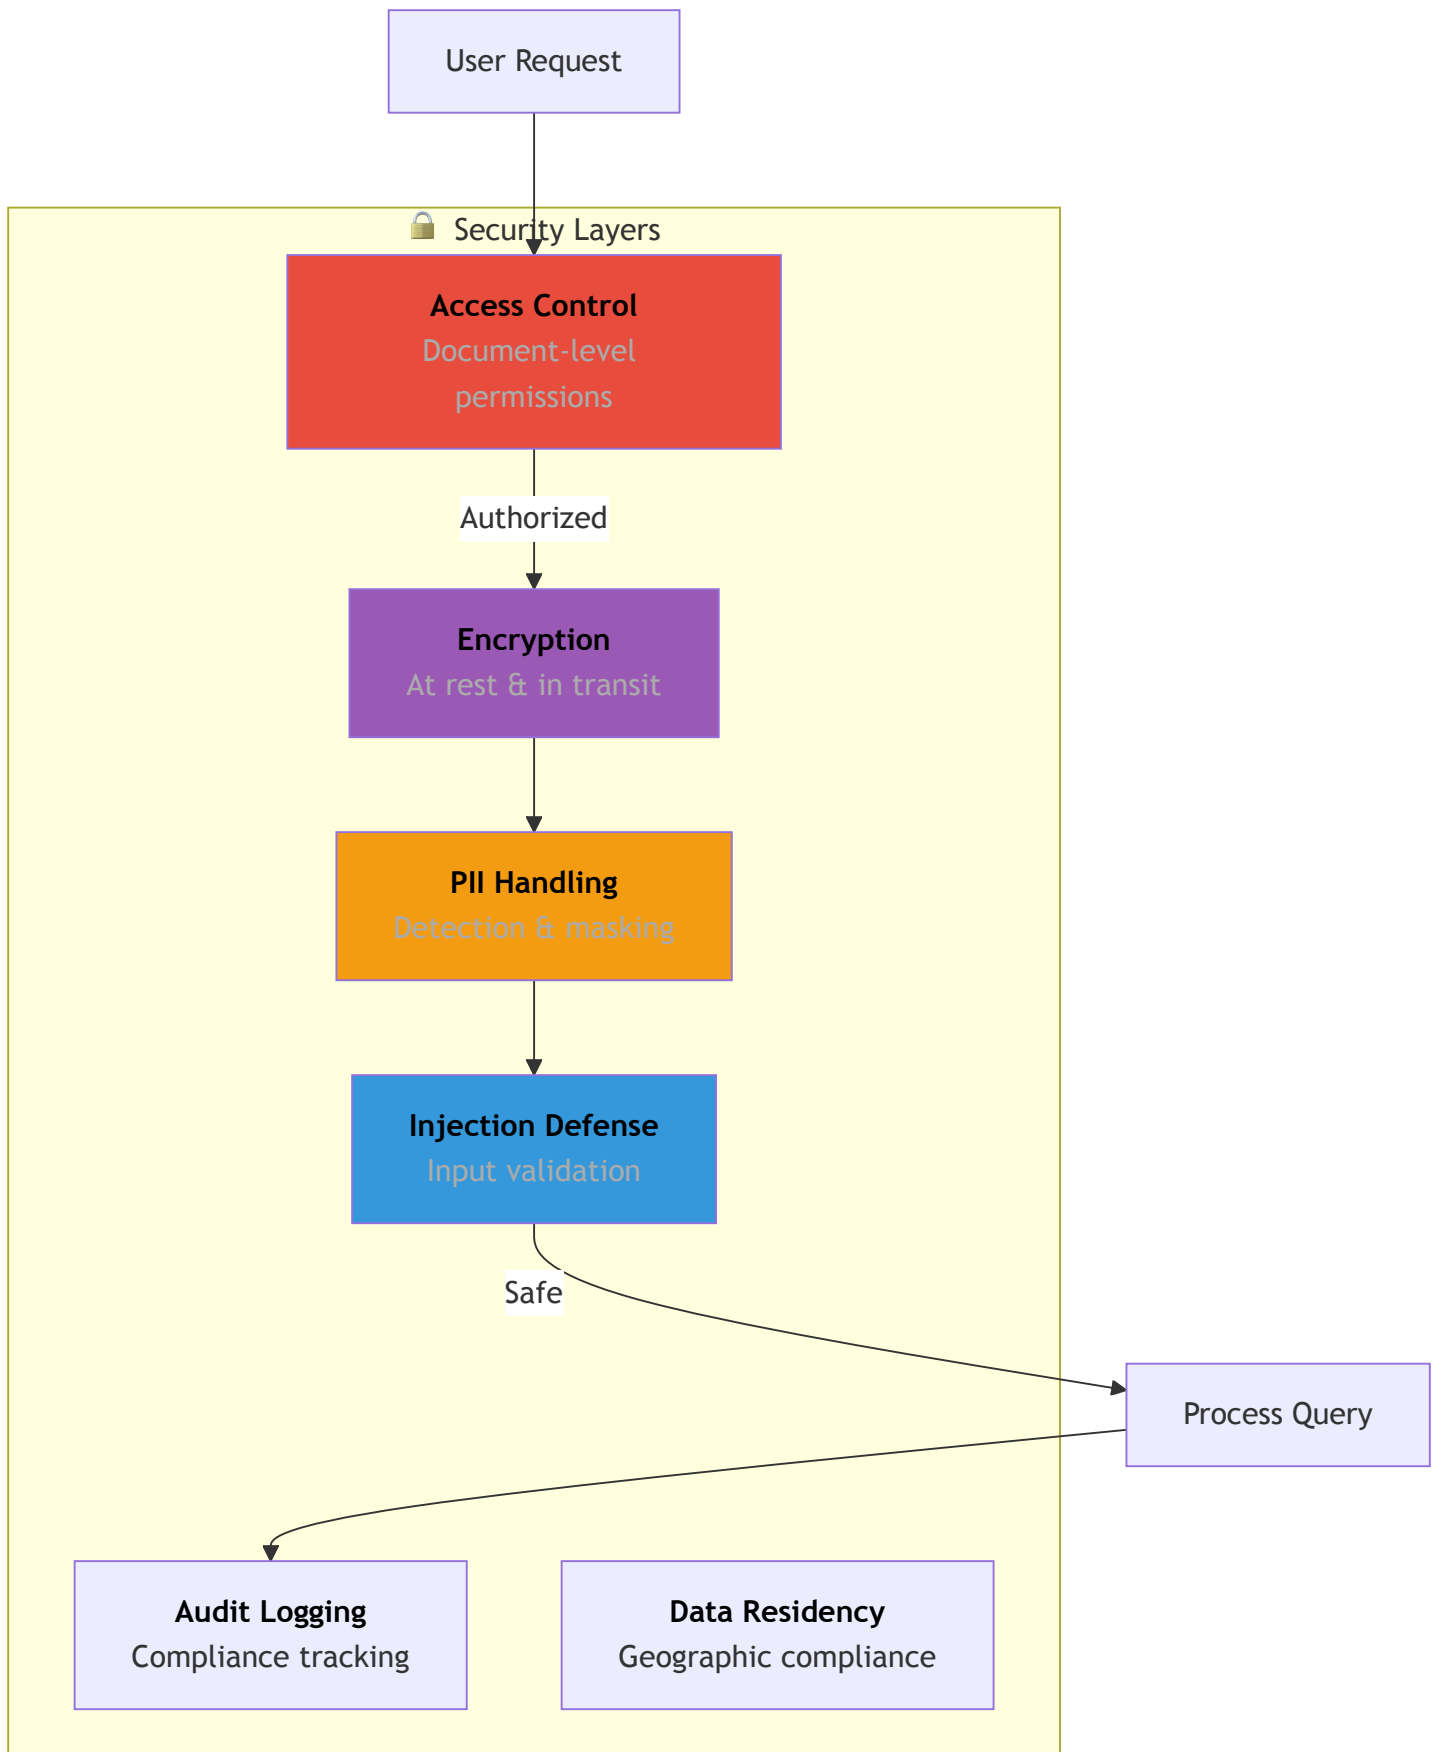 User Request
🔒 Security Layers
Access Control
Document-level
permissions
Authorized
Encryption
At rest & in transit
PII Handling
Detection & masking
Injection Defense
Input validation
Safe
Process Query
Audit Logging
Compliance tracking
Data Residency
Geographic compliance